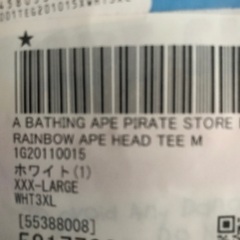 A BATHING APE PIRATE STORE
RAINBOW APE HEAD TEE M
1G20110015
ホワイト(1)
XXX-LARGE
WHT3XL
[55388008]